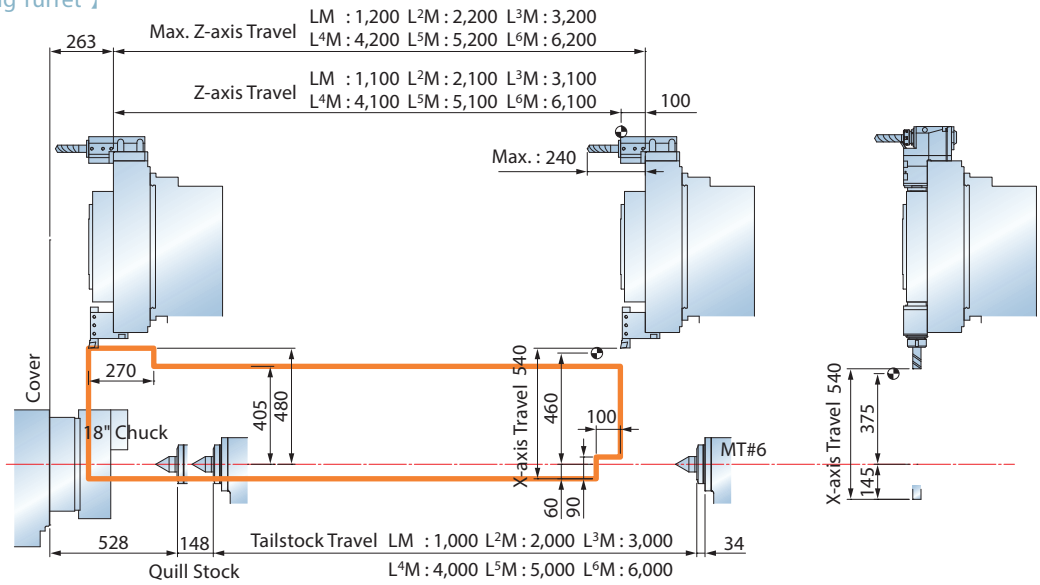 g Turret 】
Max. Z-axis Travel LM : 1,200 L²M : 2,200 L³M : 3,200
L⁴M : 4,200 L⁵M : 5,200 L⁶M : 6,200
263
Z-axis Travel LM : 1,100 L²M : 2,100 L³M : 3,100
L⁴M : 4,100 L⁵M : 5,100 L⁶M : 6,100
100
Max. : 240
Cover
270
405
480
X-axis Travel 540
460
100
60
90
18" Chuck
MT#6
X-axis Travel 540
375
145
528
148
Tailstock Travel LM : 1,000 L²M : 2,000 L³M : 3,000
L⁴M : 4,000 L⁵M : 5,000 L⁶M : 6,000
34
Quill Stock